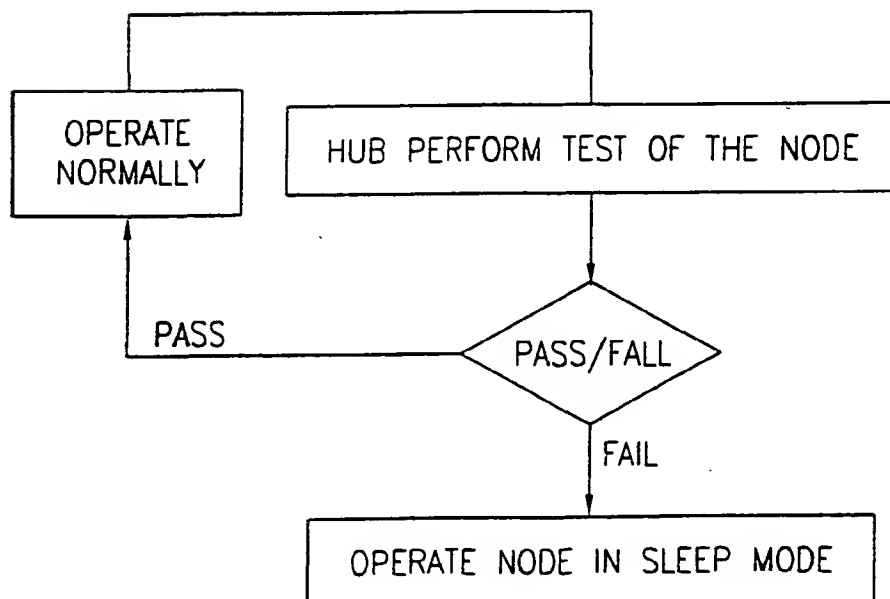 OPERATE
NORMALLY
HUB PERFORM TEST OF THE NODE
PASS
PASS/FALL
FAIL
OPERATE NODE IN SLEEP MODE